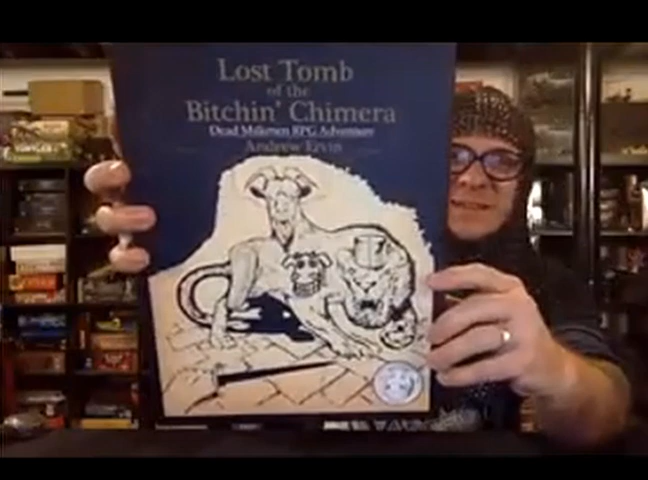 Lost Tomb
of the
Bitchin' Chimera
Dead Milkmen RPG Adventure
Andrew Ervin